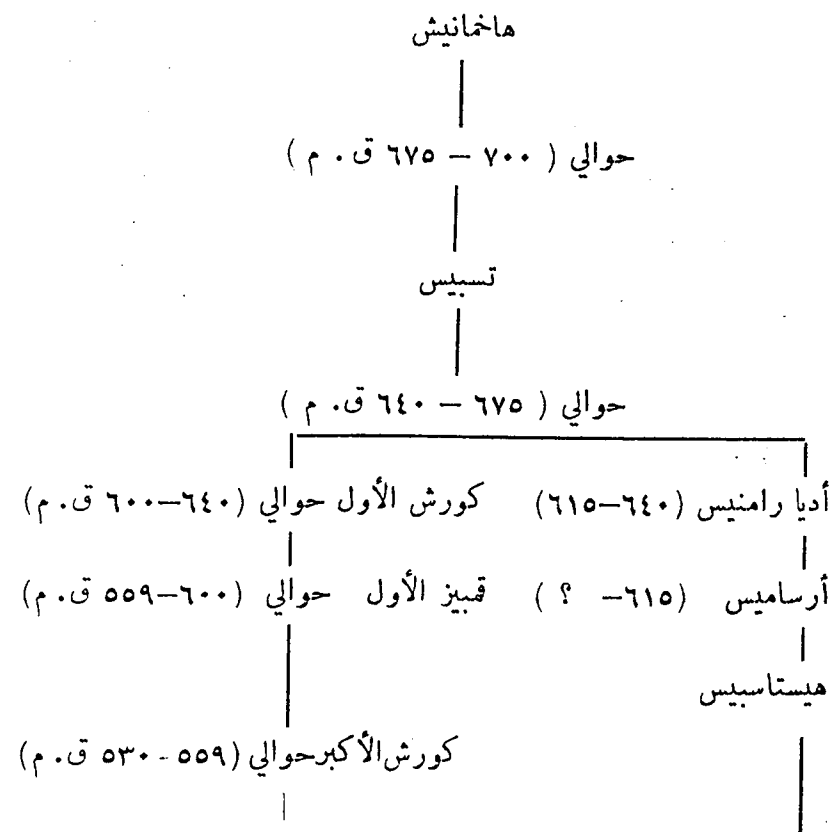 هاخمانيش
حوالي ( ٧٠٠ – ٦٧٥ ق . م )
تسبيس
حوالي ( ٦٧٥ – ٦٤٠ ق. م )
أديا رامنيس (٦٤٠–٦١٥) كورش الأول حوالي (٦٤٠–٦٠٠ ق. م)
أرساميس (٦١٥– ؟ ) قمبيز الأول حوالي (٦٠٠–٥٥٩ ق. م)
هيستاسبيس
كورش الأكبر حوالي (٥٥٩ - ٥٣٠ ق. م)